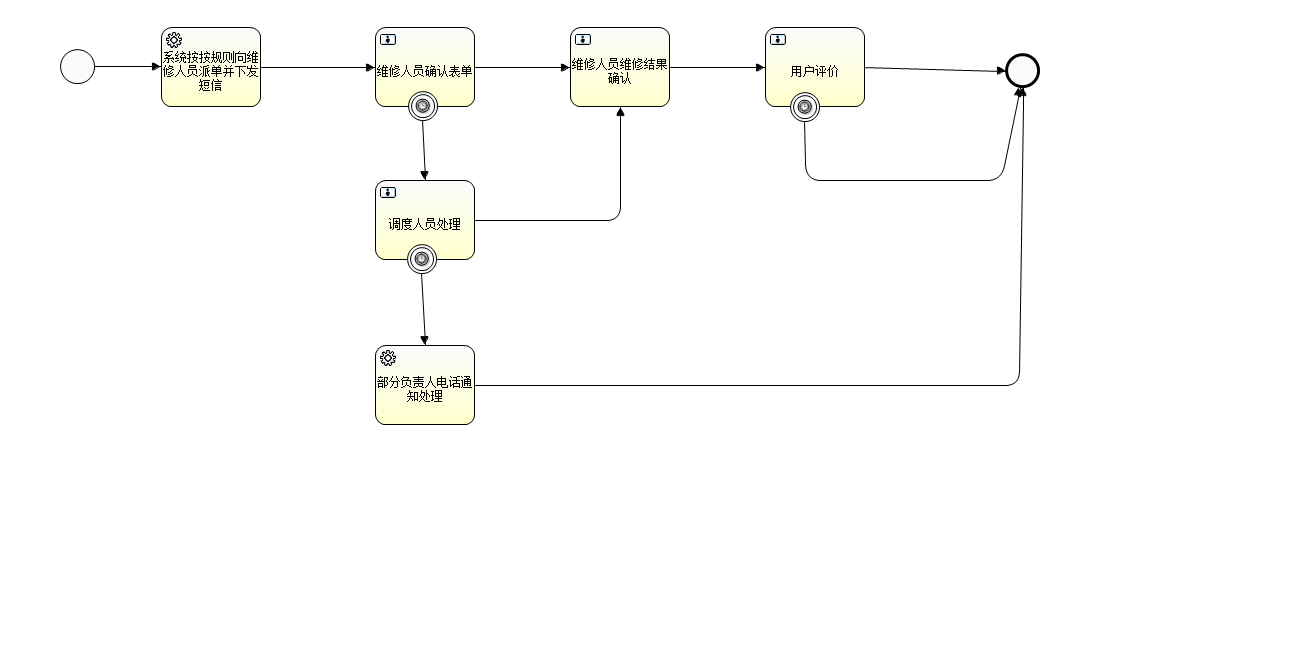 系统按按规则向维
修人员派单并下发
短信
维修人员确认表单
维修人员维修结果
确认
用户评价
调度人员处理
部分负责人电话通
知处理